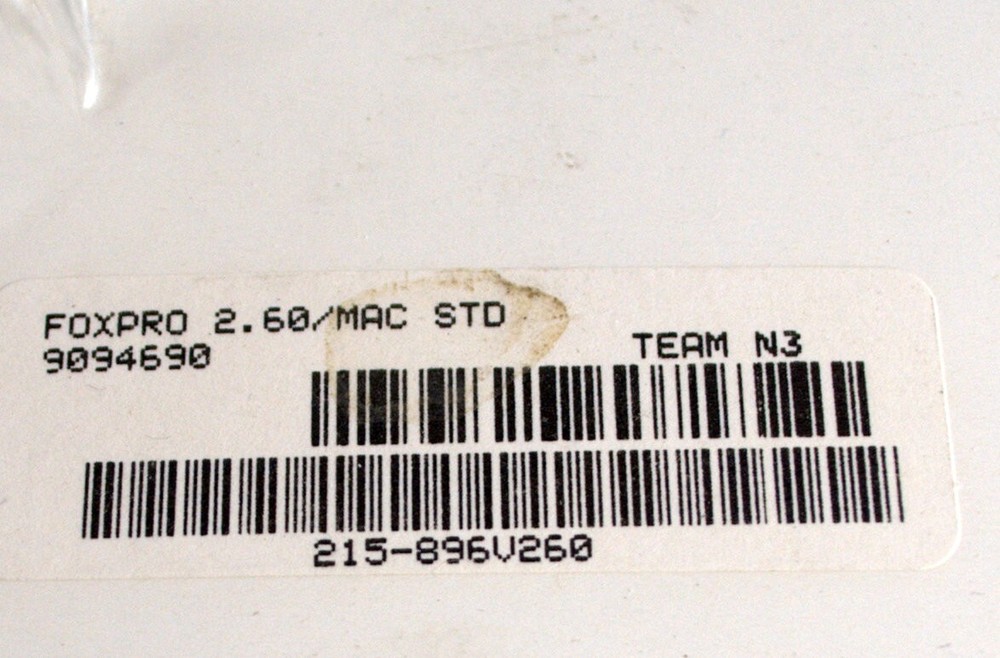 FOXPRO 2.60/MAC STD
9094690
TEAM N3
215-896V260